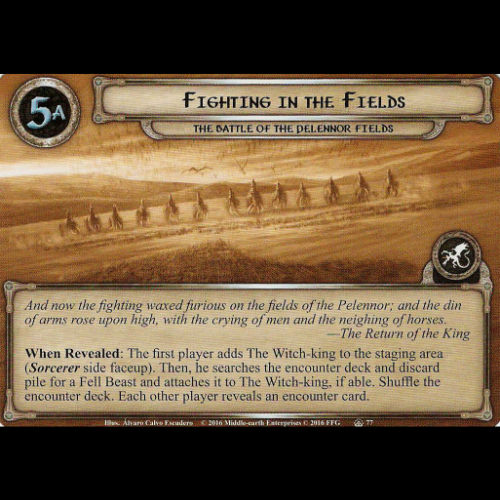 5A
FIGHTING IN THE FIELDS
THE BATTLE OF THE PELENNOR FIELDS
And now the fighting waxed furious on the fields of the Pelennor; and the din
of arms rose upon high, with the crying of men and the neighing of horses.
—The Return of the King
When Revealed: The first player adds The Witch-king to the staging area
(Sorcerer side faceup). Then, he searches the encounter deck and discard
pile for a Fell Beast and attaches it to The Witch-king, if able. Shuffle the
encounter deck. Each other player reveals an encounter card.
Illus. Álvaro Calvo Escudero © 2016 Middle-earth Enterprises © 2016 FFG 77